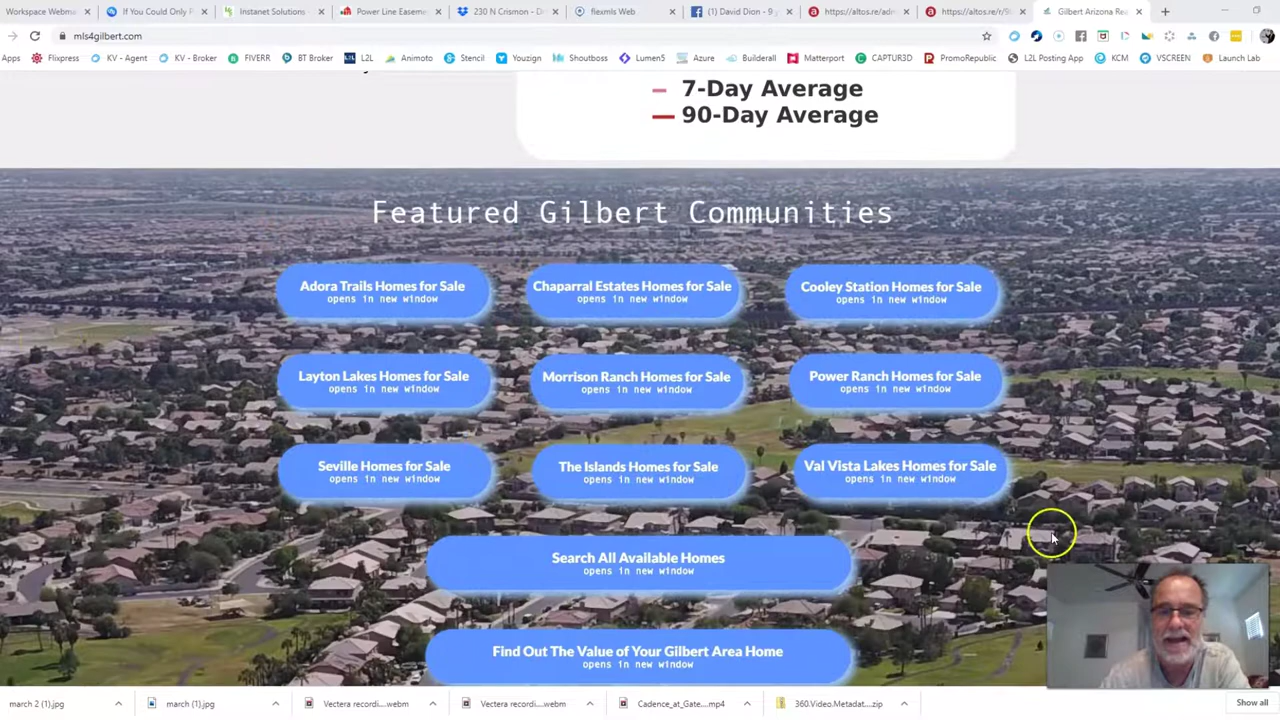 Workspace Webm
If You Could Only P
Instanet Solutions
Power Line Easeme
230 N Crismon - D
flexmls Web
(1) David Dion - 9 y
https://altos.re/adn
https://altos.re/r/9
Gilbert Arizona Rea
mls4gilbert.com
Apps Flixpress KV - Agent KV - Broker FIVERR BT Broker L2L Animoto Stencil Youzign Shoutboss Lumen5 Azure Builderall Matterport CAPTUR3D PromoRepublic L2L Posting App KCM VSCREEN Launch Lab
7-Day Average
90-Day Average
Featured Gilbert Communities
Adora Trails Homes for Sale
opens in new window
Chaparral Estates Homes for Sale
opens in new window
Cooley Station Homes for Sale
opens in new window
Layton Lakes Homes for Sale
opens in new window
Morrison Ranch Homes for Sale
opens in new window
Power Ranch Homes for Sale
opens in new window
Seville Homes for Sale
opens in new window
The Islands Homes for Sale
opens in new window
Val Vista Lakes Homes for Sale
opens in new window
Search All Available Homes
opens in new window
Find Out The Value of Your Gilbert Area Home
opens in new window
march 2 (1).jpg
march (1).jpg
Vectera recordi....webm
Vectera recordi....webm
Cadence_at_Gate....mp4
360.Video.Metadat....zip
Show all